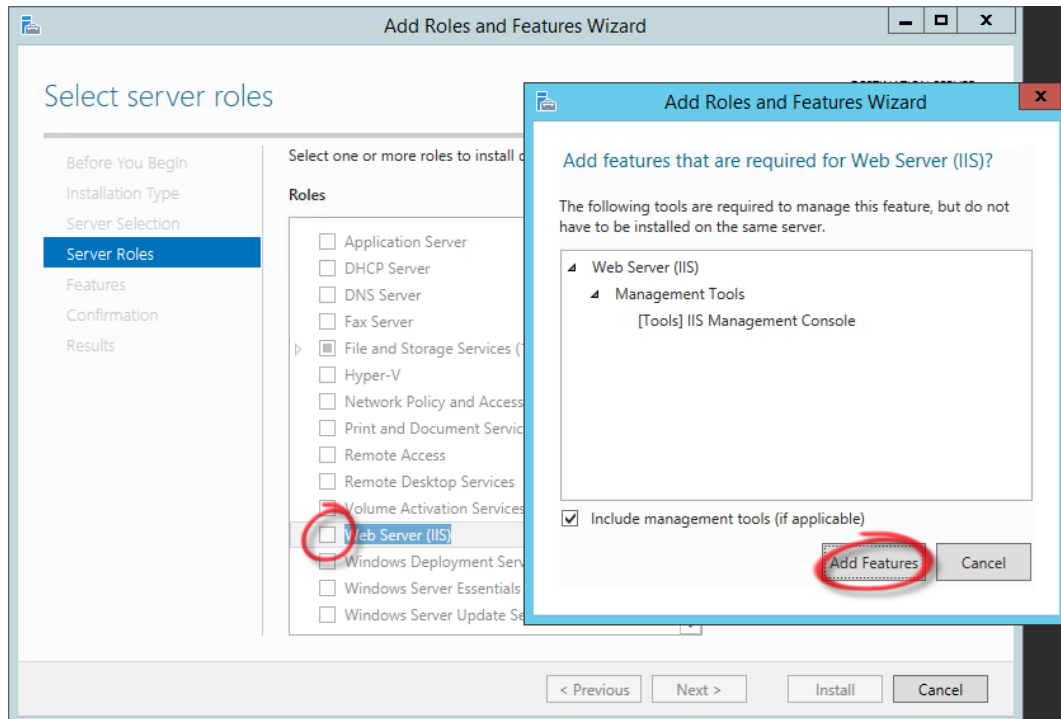 Add Roles and Features Wizard
Select server roles
Before You Begin
Installation Type
Server Selection
Server Roles
Features
Confirmation
Results
Select one or more roles to install
Roles
Application Server
DHCP Server
DNS Server
Fax Server
File and Storage Services (
Hyper-V
Network Policy and Access
Print and Document Servic
Remote Access
Remote Desktop Services
Volume Activation Services
Web Server (IIS)
Windows Deployment Serv
Windows Server Essentials
Windows Server Update Se
< Previous
Next >
Install
Cancel
Add Roles and Features Wizard
Add features that are required for Web Server (IIS)?
The following tools are required to manage this feature, but do not
have to be installed on the same server.
Web Server (IIS)
Management Tools
[Tools] IIS Management Console
Include management tools (if applicable)
Add Features
Cancel